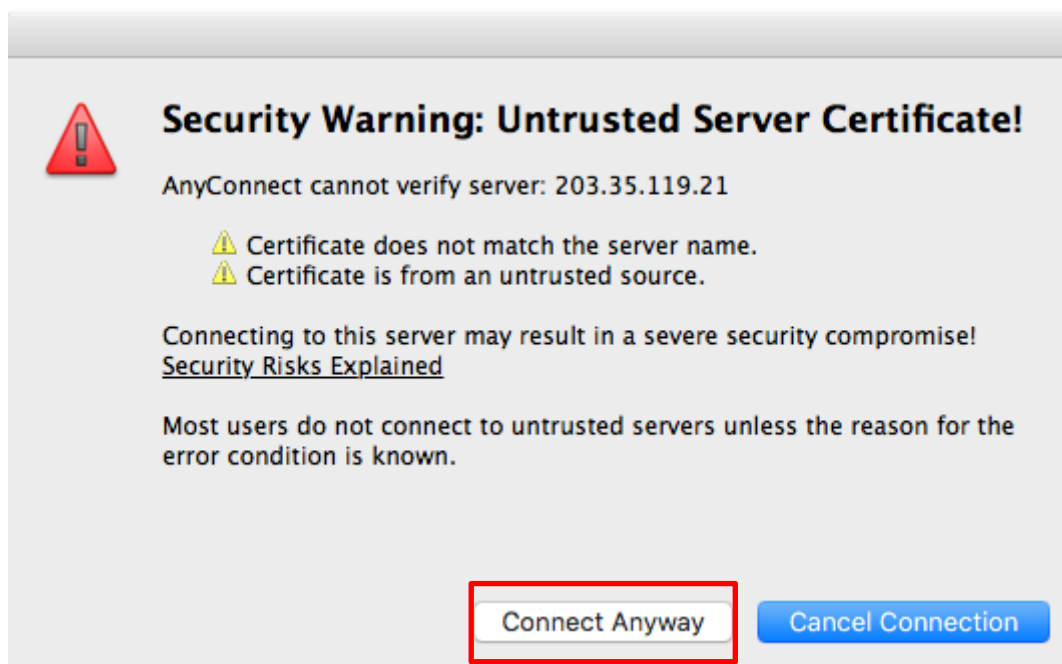 Security Warning: Untrusted Server Certificate!
AnyConnect cannot verify server: 203.35.119.21
Certificate does not match the server name.
Certificate is from an untrusted source.
Connecting to this server may result in a severe security compromise!
Security Risks Explained
Most users do not connect to untrusted servers unless the reason for the
error condition is known.
Connect Anyway
Cancel Connection